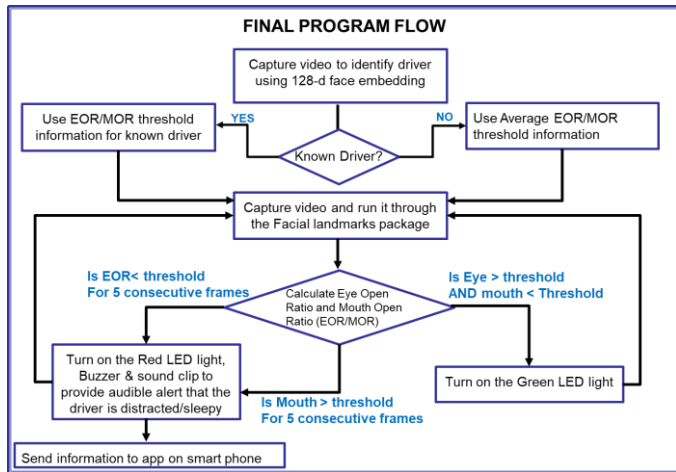 FINAL PROGRAM FLOW
Capture video to identify driver
using 128-d face embedding
Use EOR/MOR threshold
information for known driver
YES
NO
Use Average EOR/MOR
threshold information
Known Driver?
Capture video and run it through
the Facial landmarks package
Is EOR< threshold
For 5 consecutive frames
Calculate Eye Open
Ratio and Mouth Open
Ratio (EOR/MOR)
Is Eye > threshold
AND mouth < Threshold
Turn on the Red LED light,
Buzzer & sound clip to
provide audible alert that the
driver is distracted/sleepy
Is Mouth > threshold
For 5 consecutive frames
Turn on the Green LED light
Send information to app on smart phone